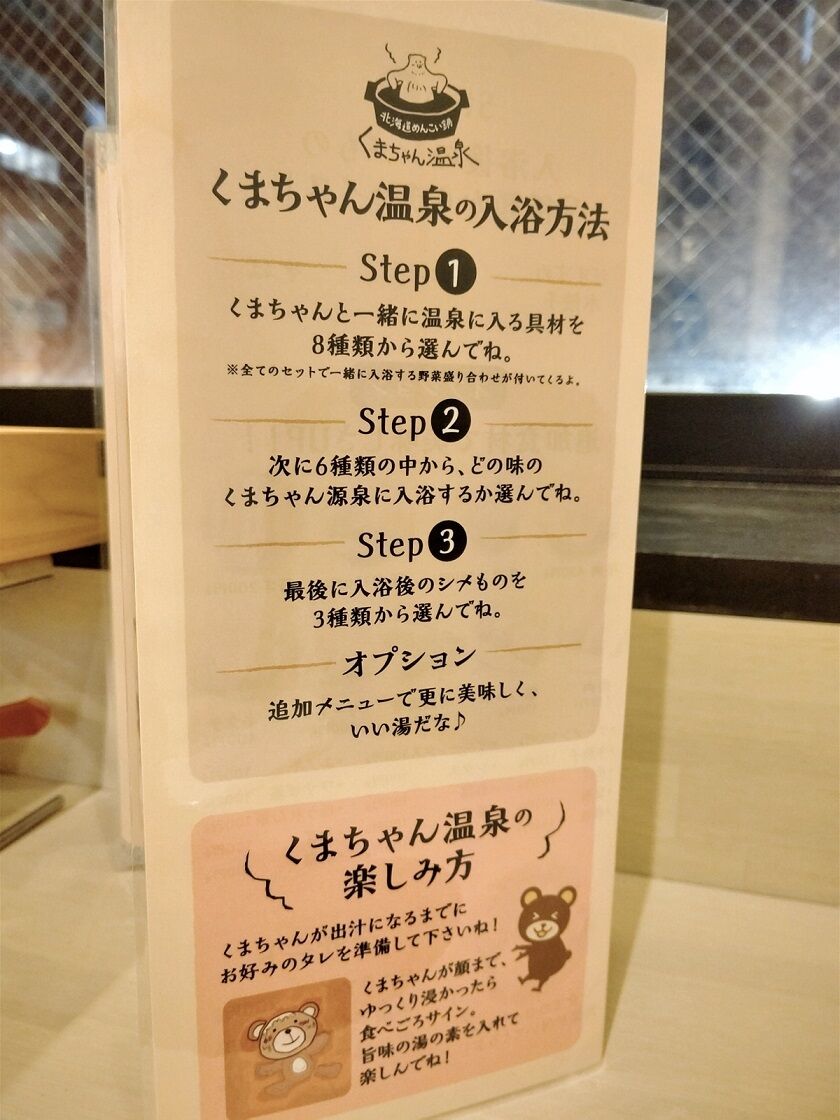 北海道めんこい鍋
くまちゃん温泉
くまちゃん温泉の入浴方法
Step 1
くまちゃんと一緒に温泉に入る具材を
8種類から選んでね。
※全てのセットで一緒に入浴する野菜盛り合わせが付いてくるよ。
Step 2
次に6種類の中から、どの味の
くまちゃん源泉に入浴するか選んでね。
Step 3
最後に入浴後のシメものを
3種類から選んでね。
オプション
追加メニューで更に美味しく、
いい湯だな♪
くまちゃん温泉の
楽しみ方
くまちゃんが出汁になるまでに
お好みのタレを準備して下さいね！
くまちゃんが顔まで、
ゆっくり浸かったら
食べごろサイン。
旨味の湯の素を入れて
楽しんでね！